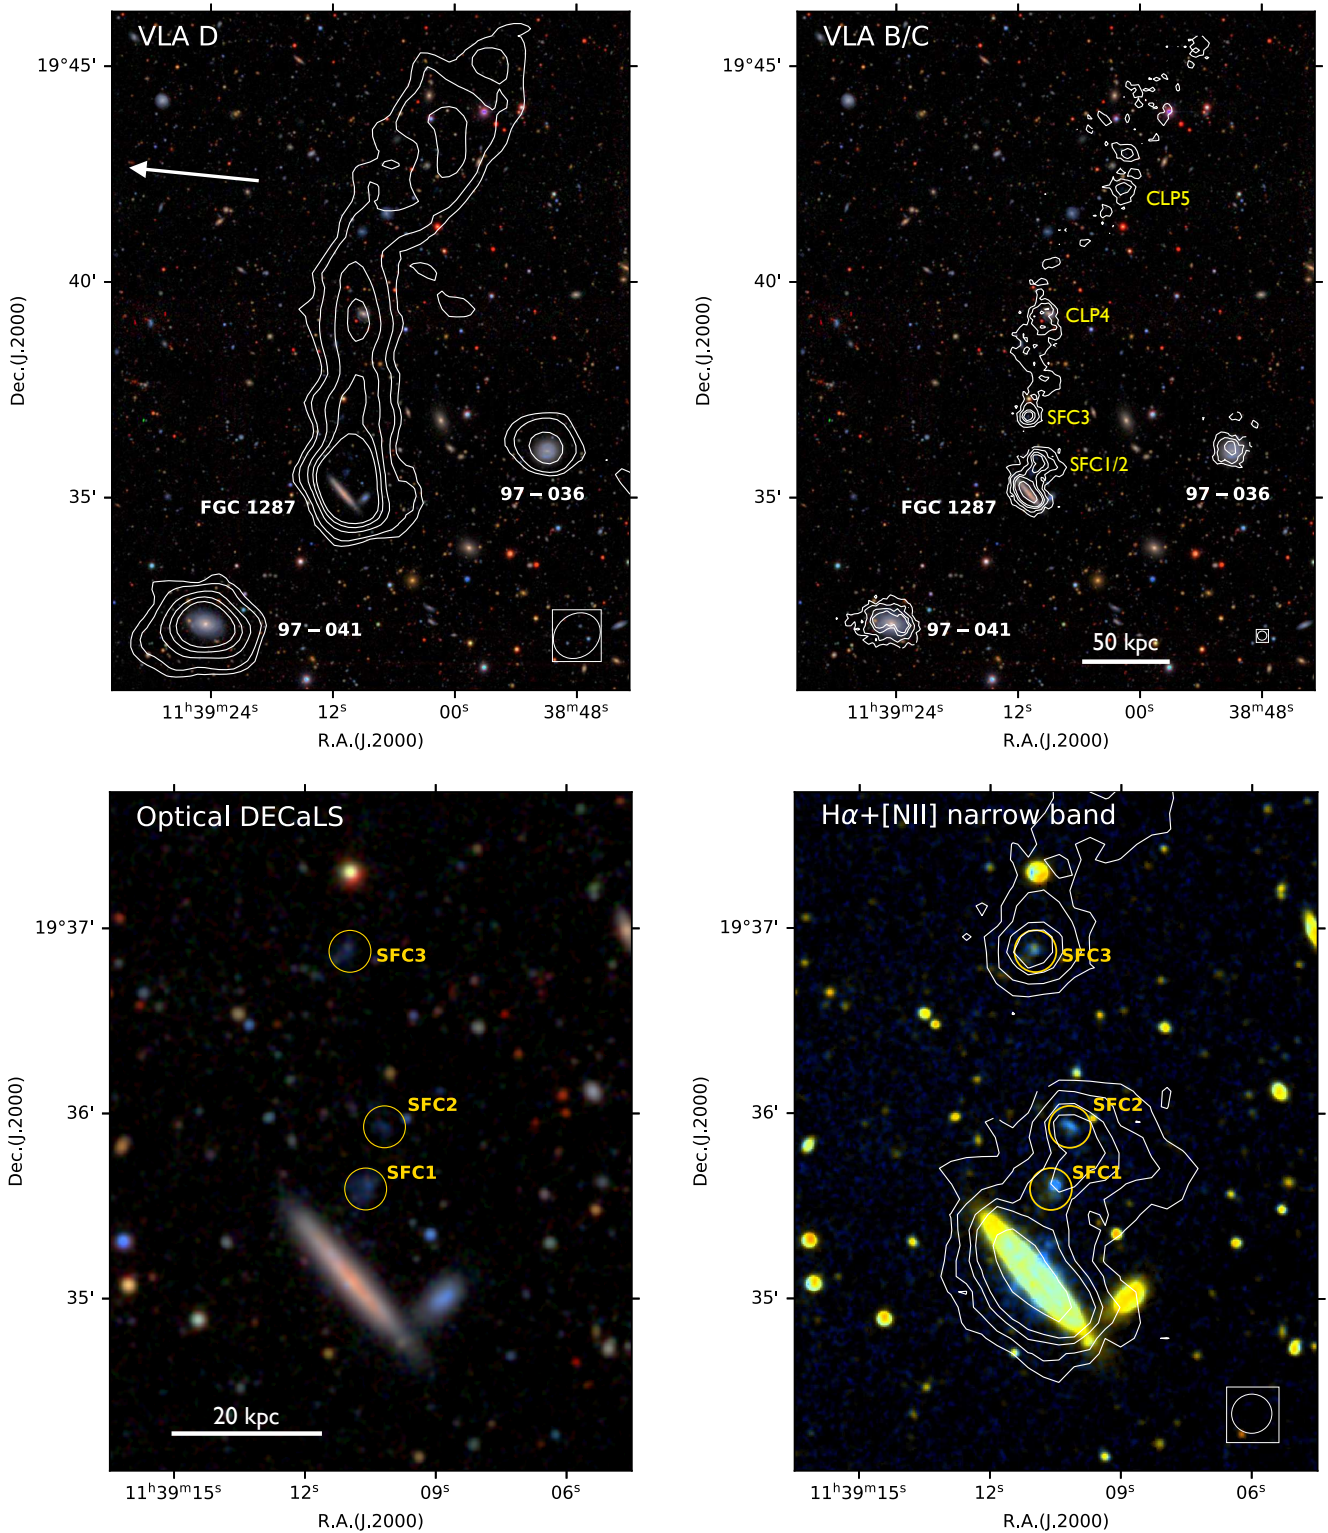 VLA D
19°45'
40'
35'
Dec.(J.2000)
FGC 1287
97 – 036
97 – 041
11ʰ39ᵐ24ˢ
12ˢ
00ˢ
38ᵐ48ˢ
R.A.(J.2000)
VLA B/C
19°45'
40'
35'
Dec.(J.2000)
CLP5
CLP4
SFC3
SFC1/2
FGC 1287
97 – 036
97 – 041
50 kpc
11ʰ39ᵐ24ˢ
12ˢ
00ˢ
38ᵐ48ˢ
R.A.(J.2000)
Optical DECaLS
19°37'
36'
35'
Dec.(J.2000)
SFC3
SFC2
SFC1
20 kpc
11ʰ39ᵐ15ˢ
12ˢ
09ˢ
06ˢ
R.A.(J.2000)
Hα+[NII] narrow band
19°37'
36'
35'
Dec.(J.2000)
SFC3
SFC2
SFC1
11ʰ39ᵐ15ˢ
12ˢ
09ˢ
06ˢ
R.A.(J.2000)